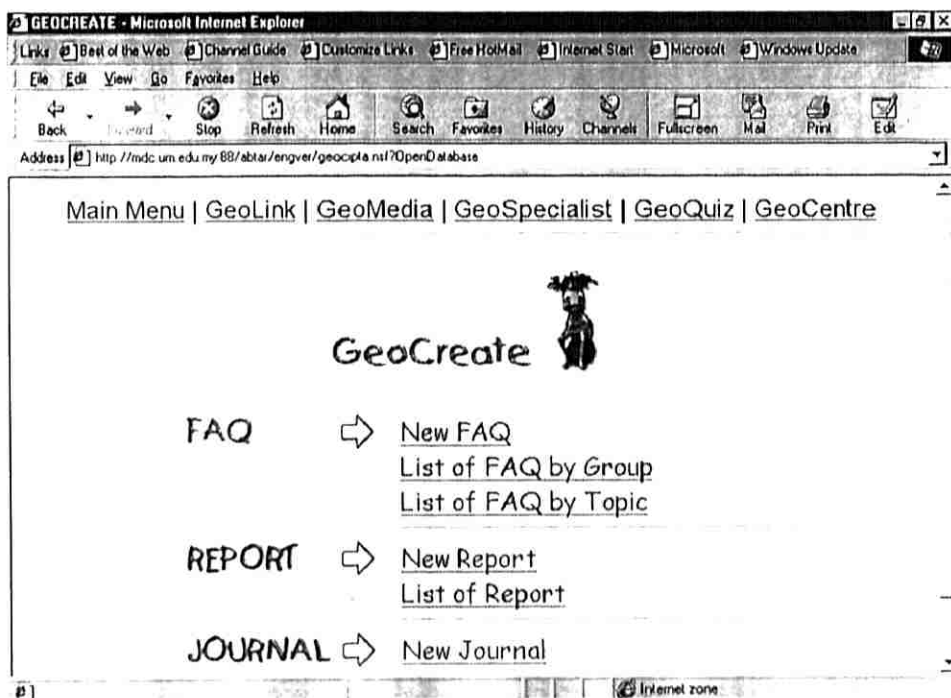 GEOCREATE - Microsoft Internet Explorer
Links Best of the Web Channel Guide Customize Links Free HotMail Internet Start Microsoft Windows Update
File Edit View Go Favorites Help
Back Forward Stop Refresh Home Search Favorites History Channels Fullscreen Mail Print Edit
Address http://mdc.um.edu.my:88/abtar/engver/geocipta.nsf?OpenDatabase
Main Menu | GeoLink | GeoMedia | GeoSpecialist | GeoQuiz | GeoCentre
GeoCreate
FAQ New FAQ
List of FAQ by Group
List of FAQ by Topic
REPORT New Report
List of Report
JOURNAL New Journal
Internet zone